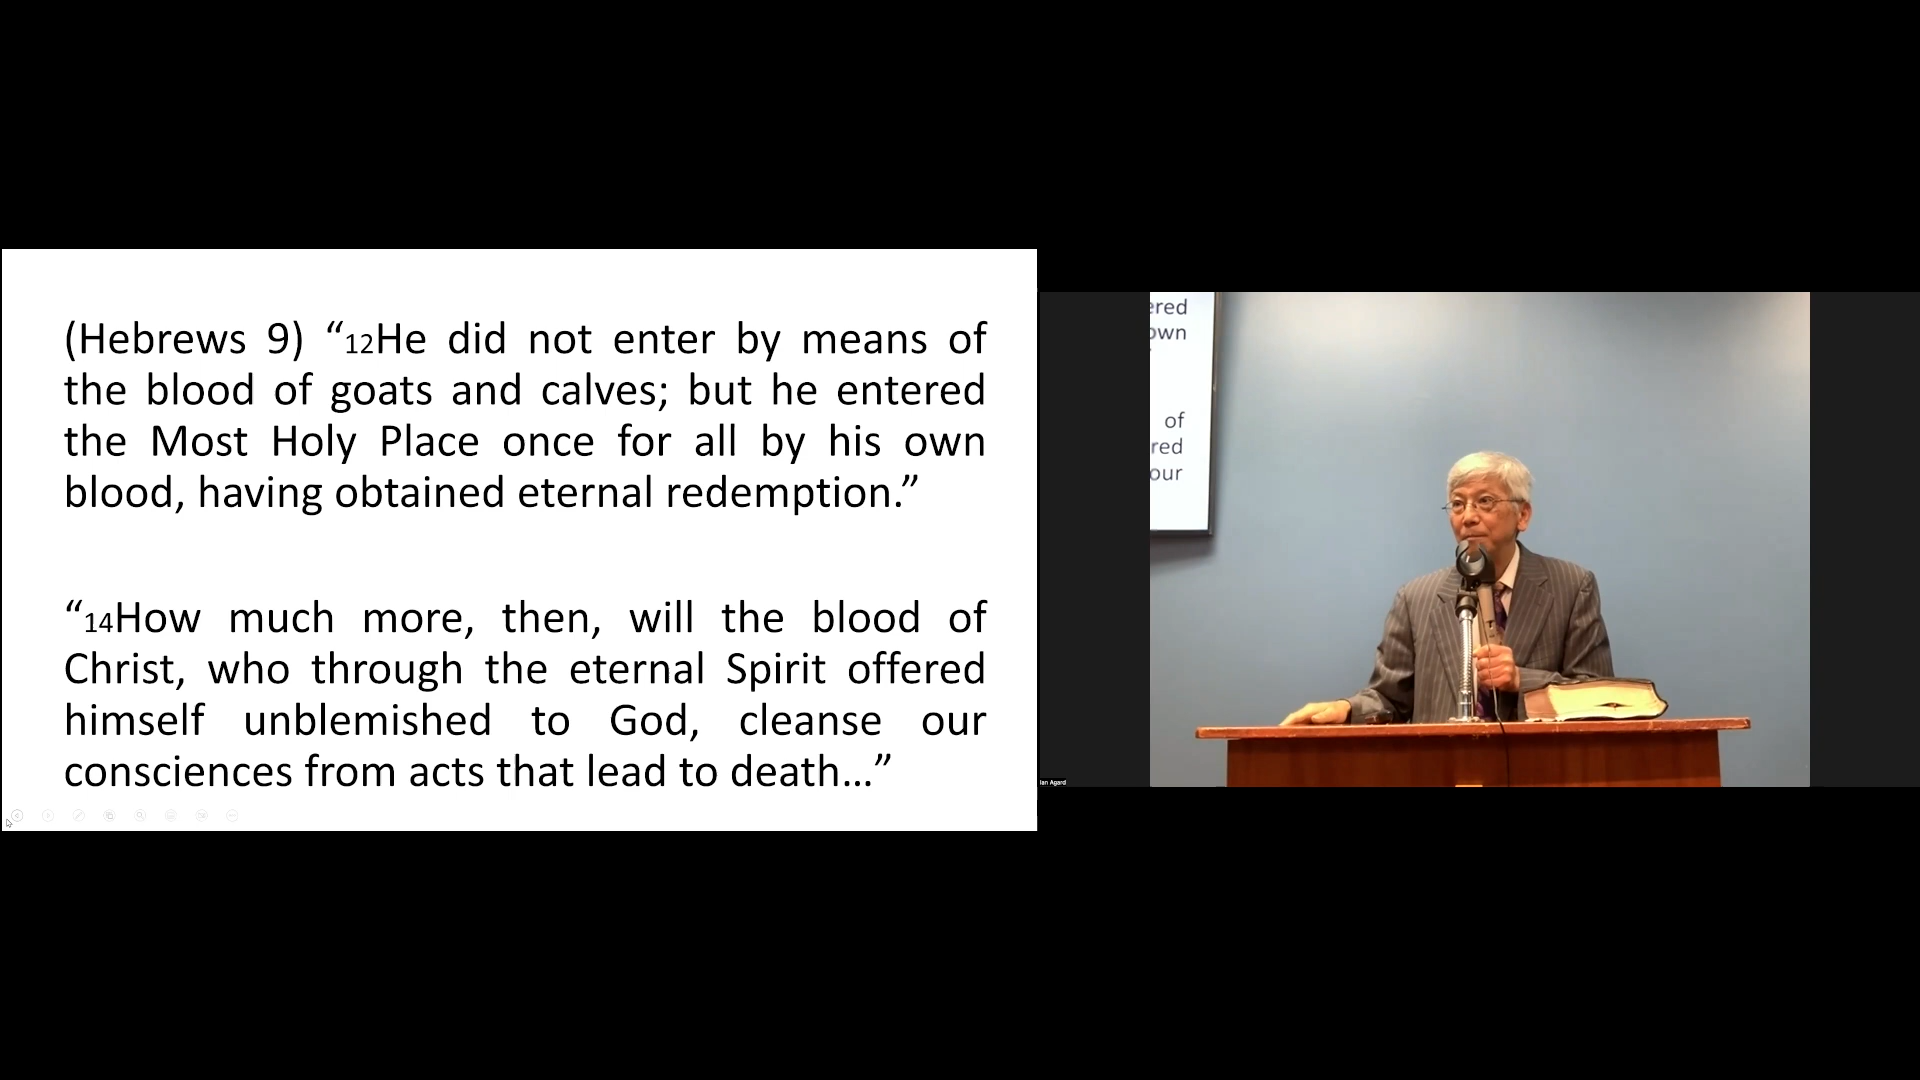 (Hebrews 9) “12He did not enter by means of
the blood of goats and calves; but he entered
the Most Holy Place once for all by his own
blood, having obtained eternal redemption.”
“14How much more, then, will the blood of
Christ, who through the eternal Spirit offered
himself unblemished to God, cleanse our
consciences from acts that lead to death…”
ered
own
of
red
our
Ian Agard